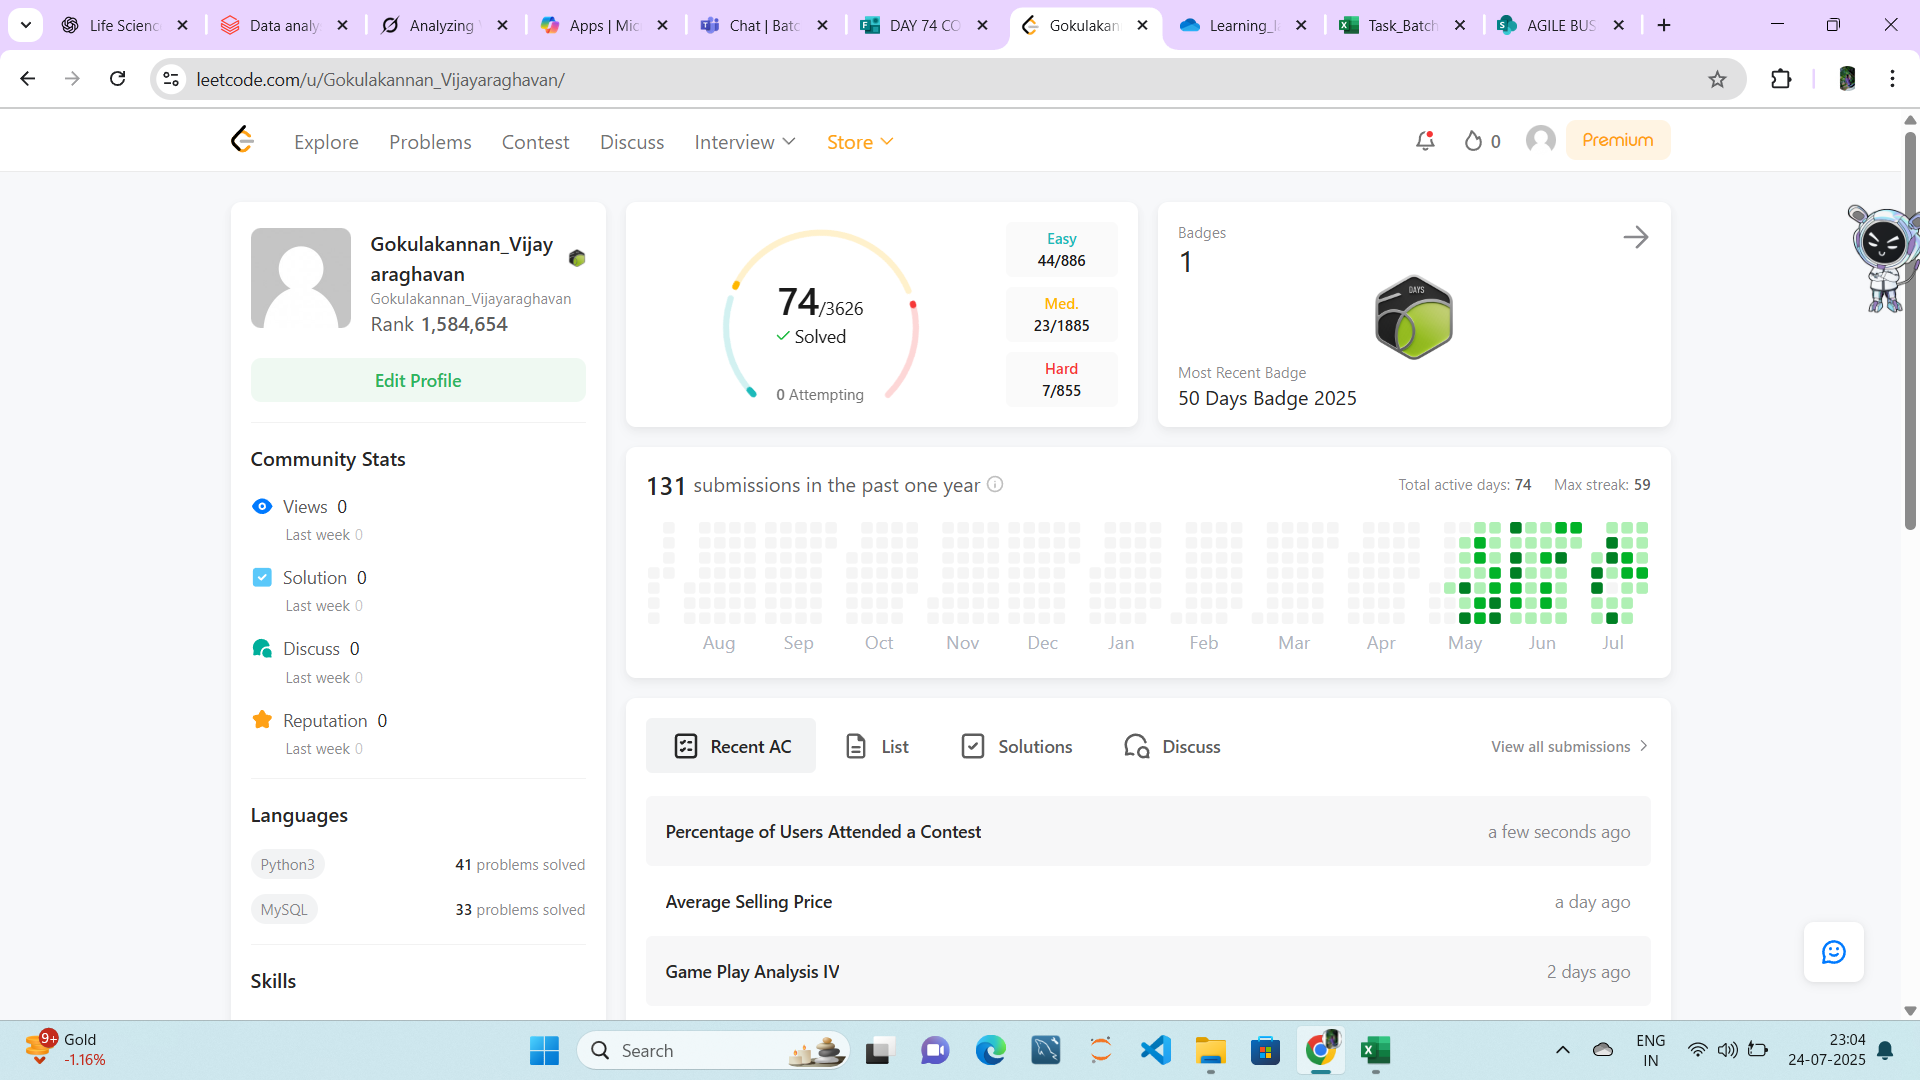 Life Scienc
Data analy
Analyzing
Apps | Mic
Chat | Batc
DAY 74 CO
Gokulakan
Learning_l
Task_Batch
AGILE BUS
leetcode.com/u/Gokulakannan_Vijayaraghavan/
Explore
Problems
Contest
Discuss
Interview
Store
0
Premium
Gokulakannan_Vijay
araghavan
Gokulakannan_Vijayaraghavan
Rank 1,584,654
Edit Profile
Community Stats
Views 0
Last week 0
Solution 0
Last week 0
Discuss 0
Last week 0
Reputation 0
Last week 0
Languages
Python3 41 problems solved
MySQL 33 problems solved
Skills
74/3626
Solved
0 Attempting
Easy
44/886
Med.
23/1885
Hard
7/855
Badges
1
DAYS
Most Recent Badge
50 Days Badge 2025
131 submissions in the past one year
Total active days: 74 Max streak: 59
Aug Sep Oct Nov Dec Jan Feb Mar Apr May Jun Jul
Recent AC
List
Solutions
Discuss
View all submissions
Percentage of Users Attended a Contest a few seconds ago
Average Selling Price a day ago
Game Play Analysis IV 2 days ago
9+
Gold
-1.16%
Search
ENG
IN
23:04
24-07-2025